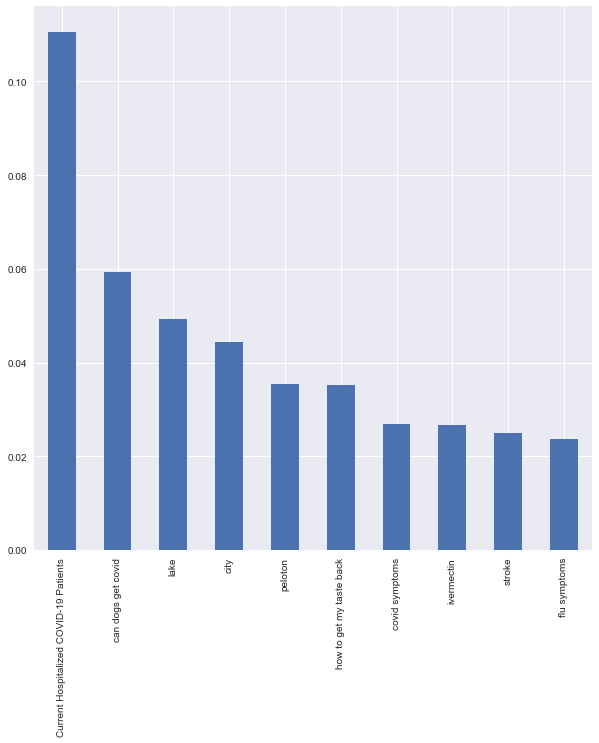 0.10
0.08
0.06
0.04
0.02
0.00
Current Hospitalized COVID-19 Patients
can dogs get covid
lake
city
peloton
how to get my taste back
covid symptoms
ivermectin
stroke
flu symptoms